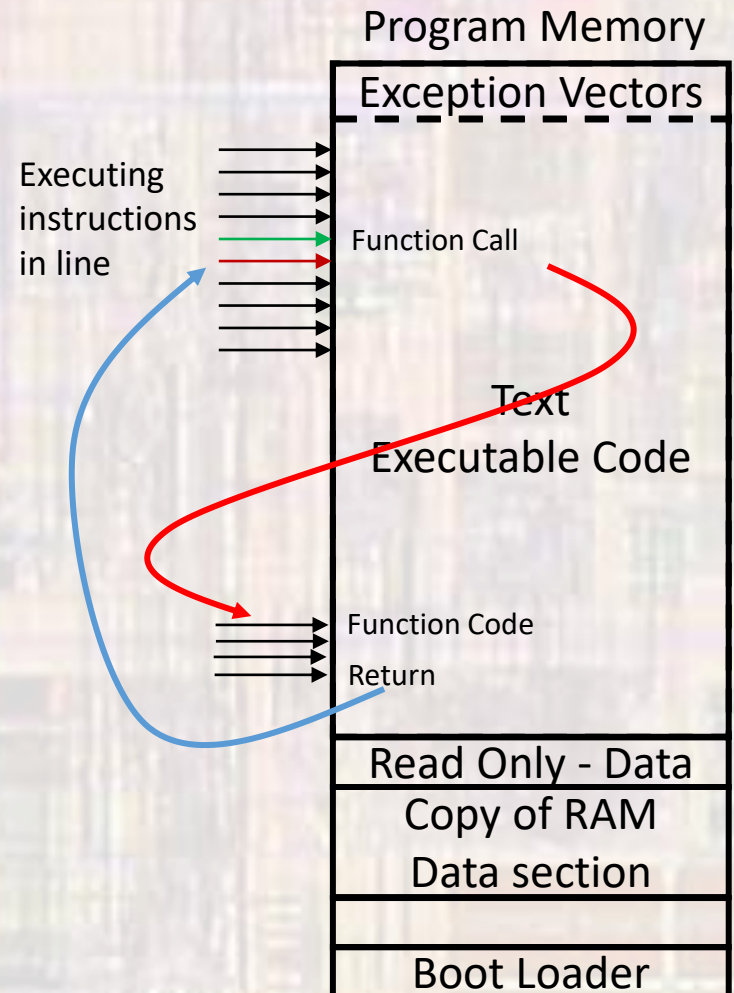 Program Memory
Exception Vectors
Executing
instructions
in line
Function Call
Text
Executable Code
Function Code
Return
Read Only - Data
Copy of RAM
Data section
Boot Loader